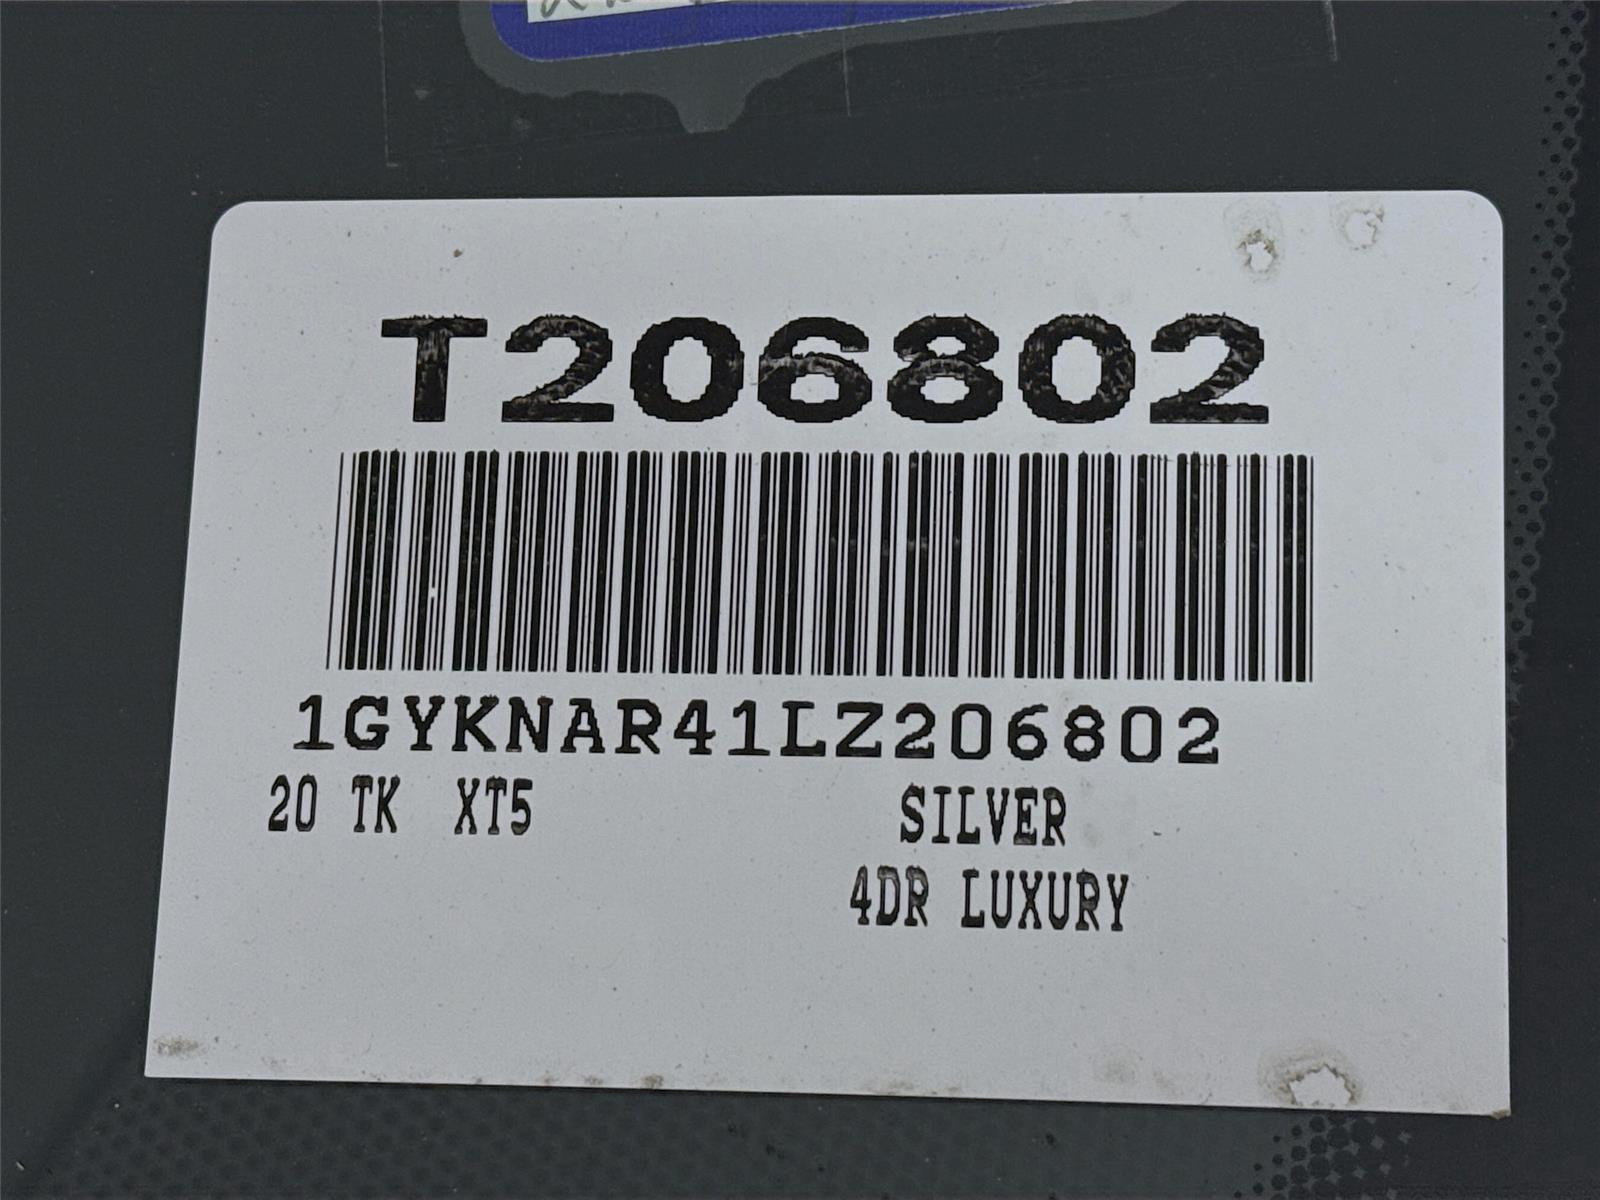 T206802
1GYKNAR41LZ206802
20 TK XT5 SILVER
4DR LUXURY